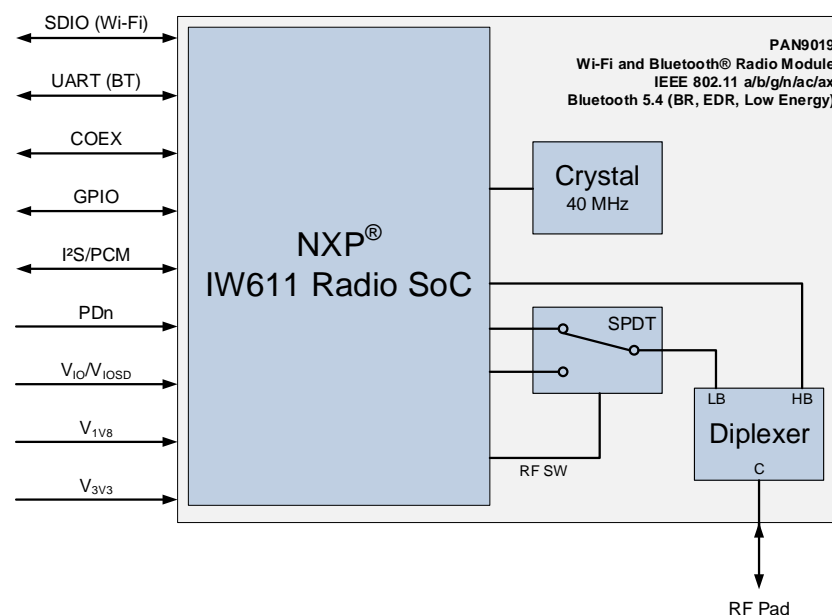 SDIO (Wi-Fi)
UART (BT)
COEX
GPIO
I²S/PCM
PDn
VIO/VIOSD
V1V8
V3V3
NXP®
IW611 Radio SoC
PAN9019
Wi-Fi and Bluetooth® Radio Module
IEEE 802.11 a/b/g/n/ac/ax
Bluetooth 5.4 (BR, EDR, Low Energy)
Crystal
40 MHz
SPDT
RF SW
LB HB
Diplexer
C
RF Pad